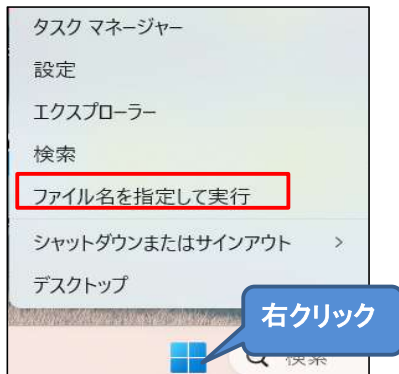 タスク マネージャー
設定
エクスプローラー
検索
ファイル名を指定して実行
シャットダウンまたはサインアウト >
デスクトップ
右クリック
検索